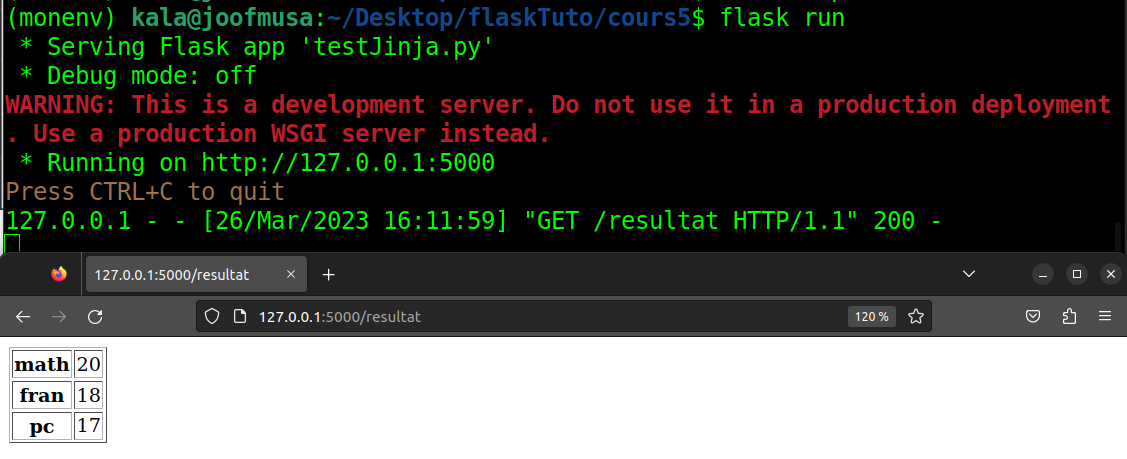 (monenv) kala@joofmusa:~/Desktop/flaskTuto/cours5$ flask run
 * Serving Flask app 'testJinja.py'
 * Debug mode: off
WARNING: This is a development server. Do not use it in a production deployment
. Use a production WSGI server instead.
 * Running on http://127.0.0.1:5000
Press CTRL+C to quit
127.0.0.1 - - [26/Mar/2023 16:11:59] "GET /resultat HTTP/1.1" 200 -
127.0.0.1:5000/resultat
127.0.0.1:5000/resultat 120 %
math 20
fran 18
pc 17